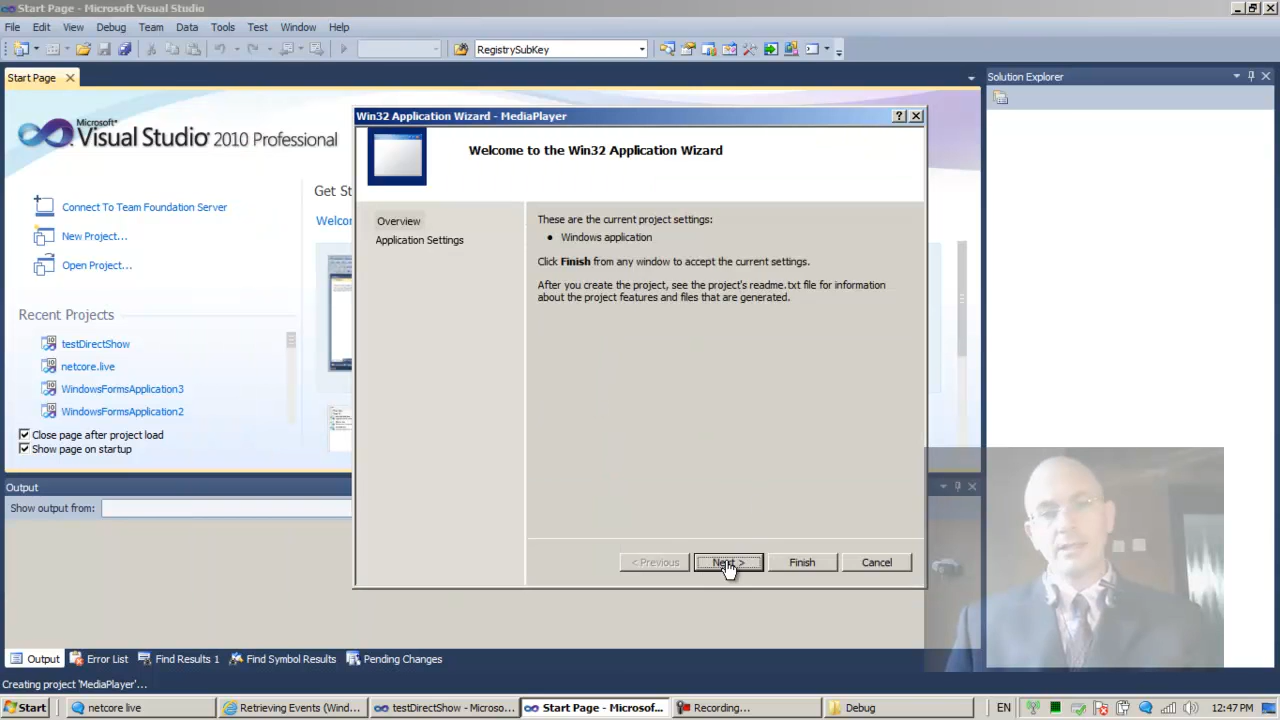 Start Page - Microsoft Visual Studio
File Edit View Debug Team Data Tools Test Window Help
RegistrySubKey
Start Page
Solution Explorer
Microsoft®
Visual Studio® 2010 Professional
Connect To Team Foundation Server
New Project...
Open Project...
Get St
Welcor
Recent Projects
testDirectShow
netcore.live
WindowsFormsApplication3
WindowsFormsApplication2
Close page after project load
Show page on startup
Win32 Application Wizard - MediaPlayer
Welcome to the Win32 Application Wizard
Overview
Application Settings
These are the current project settings:
• Windows application
Click Finish from any window to accept the current settings.
After you create the project, see the project's readme.txt file for information
about the project features and files that are generated.
< Previous Next > Finish Cancel
Output
Show output from:
Output Error List Find Results 1 Find Symbol Results Pending Changes
Creating project 'MediaPlayer'...
Start netcore live Retrieving Events (Wind... testDirectShow - Microso... Start Page - Microsof... Recording... Debug EN 12:47 PM